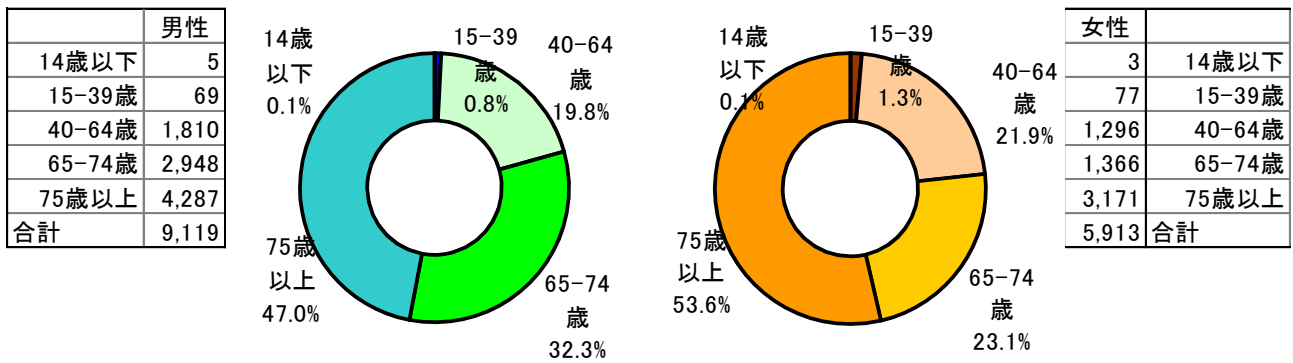 男性
14歳以下 5
15-39歳 69
40-64歳 1,810
65-74歳 2,948
75歳以上 4,287
合計 9,119
14歳
以下
0.1%
15-39
歳
0.8%
40-64
歳
19.8%
65-74
歳
32.3%
75歳
以上
47.0%
14歳
以下
0.1%
15-39
歳
1.3%
40-64
歳
21.9%
65-74
歳
23.1%
75歳
以上
53.6%
女性
3 14歳以下
77 15-39歳
1,296 40-64歳
1,366 65-74歳
3,171 75歳以上
5,913 合計